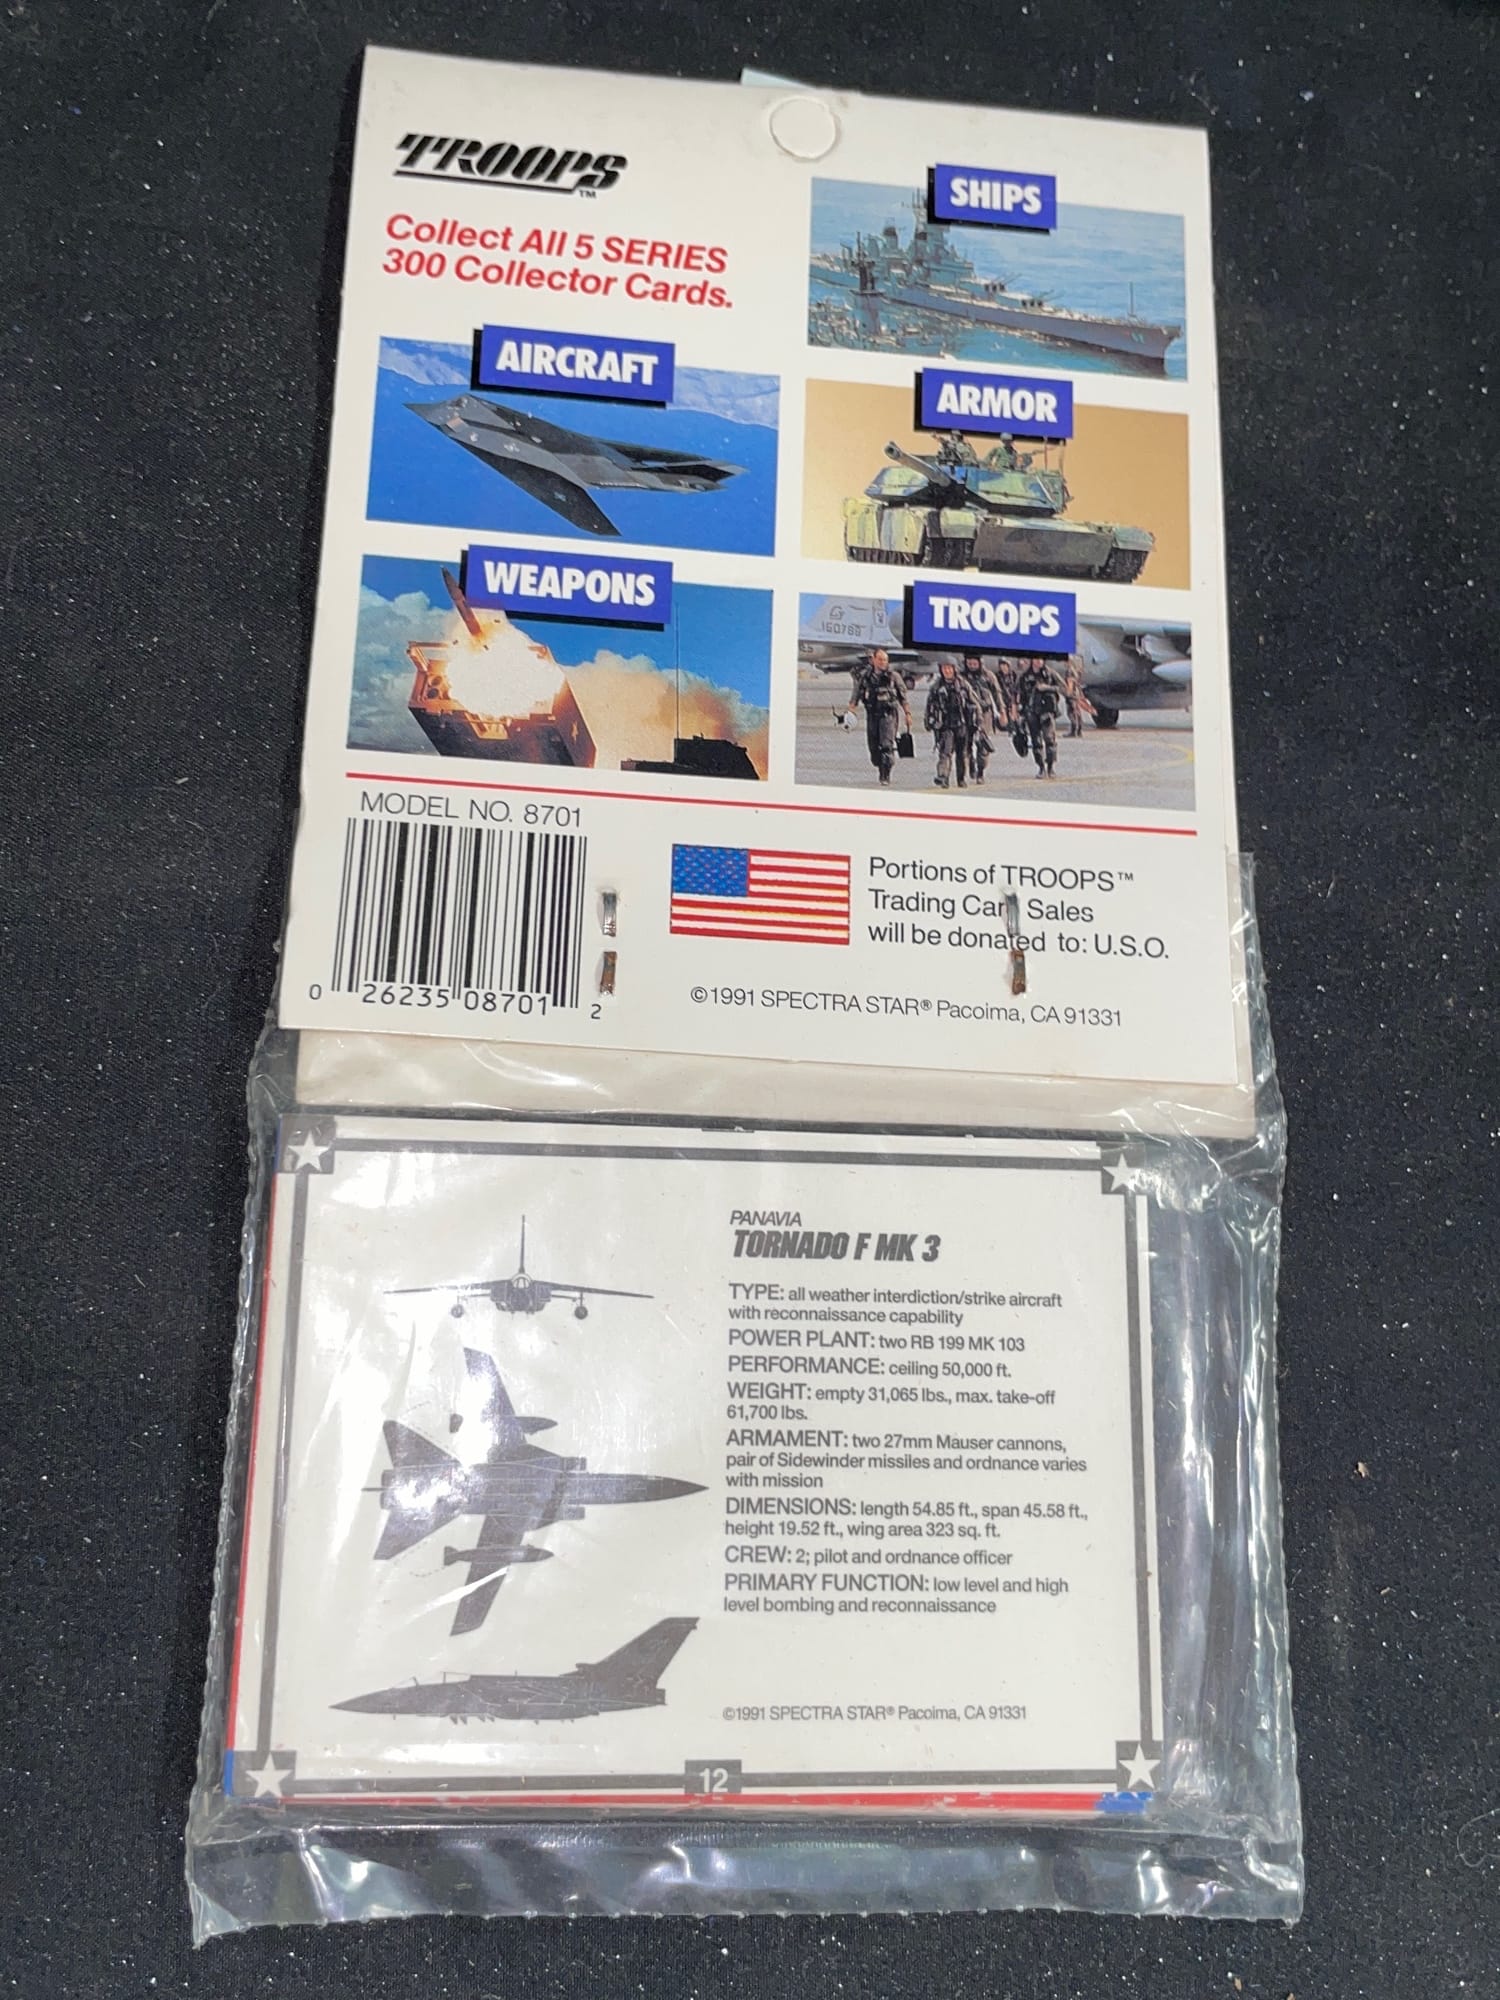 TROOPS™
Collect All 5 SERIES
300 Collector Cards.
SHIPS
AIRCRAFT
ARMOR
WEAPONS
TROOPS
G
160769
MODEL NO. 8701
0 26235 08701 2
Portions of TROOPS™
Trading Card Sales
will be donated to: U.S.O.
©1991 SPECTRA STAR® Pacoima, CA 91331
PANAVIA
TORNADO F MK 3
TYPE: all weather interdiction/strike aircraft
with reconnaissance capability
POWER PLANT: two RB 199 MK 103
PERFORMANCE: ceiling 50,000 ft.
WEIGHT: empty 31,065 lbs., max. take-off
61,700 lbs.
ARMAMENT: two 27mm Mauser cannons,
pair of Sidewinder missiles and ordnance varies
with mission
DIMENSIONS: length 54.85 ft., span 45.58 ft.,
height 19.52 ft., wing area 323 sq. ft.
CREW: 2; pilot and ordnance officer
PRIMARY FUNCTION: low level and high
level bombing and reconnaissance
©1991 SPECTRA STAR® Pacoima, CA 91331
12